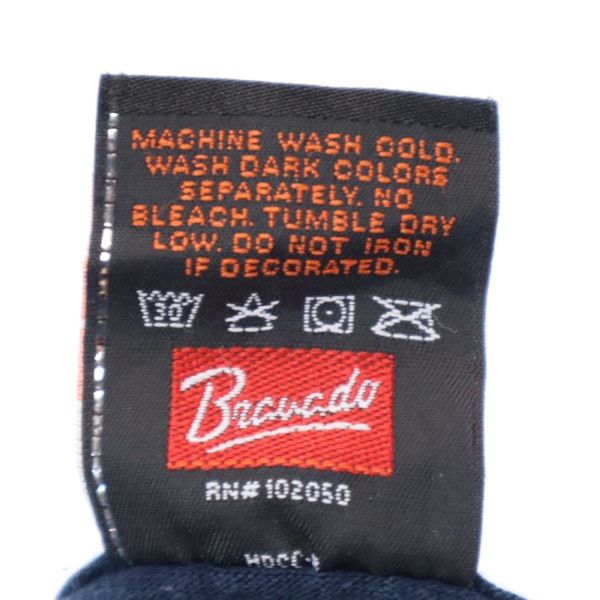 MACHINE WASH COLD.
WASH DARK COLORS
SEPARATELY. NO
BLEACH. TUMBLE DRY
LOW. DO NOT IRON
IF DECORATED.
30
Bravado
RN# 102050